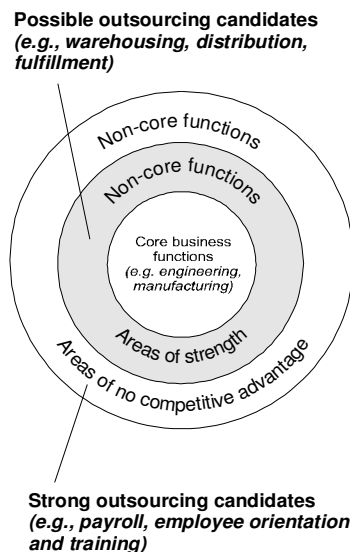 Possible outsourcing candidates
(e.g., warehousing, distribution,
fulfillment)
Non-core functions
Non-core functions
Core business
functions
(e.g. engineering,
manufacturing)
Areas of strength
Areas of no competitive advantage
Strong outsourcing candidates
(e.g., payroll, employee orientation
and training)